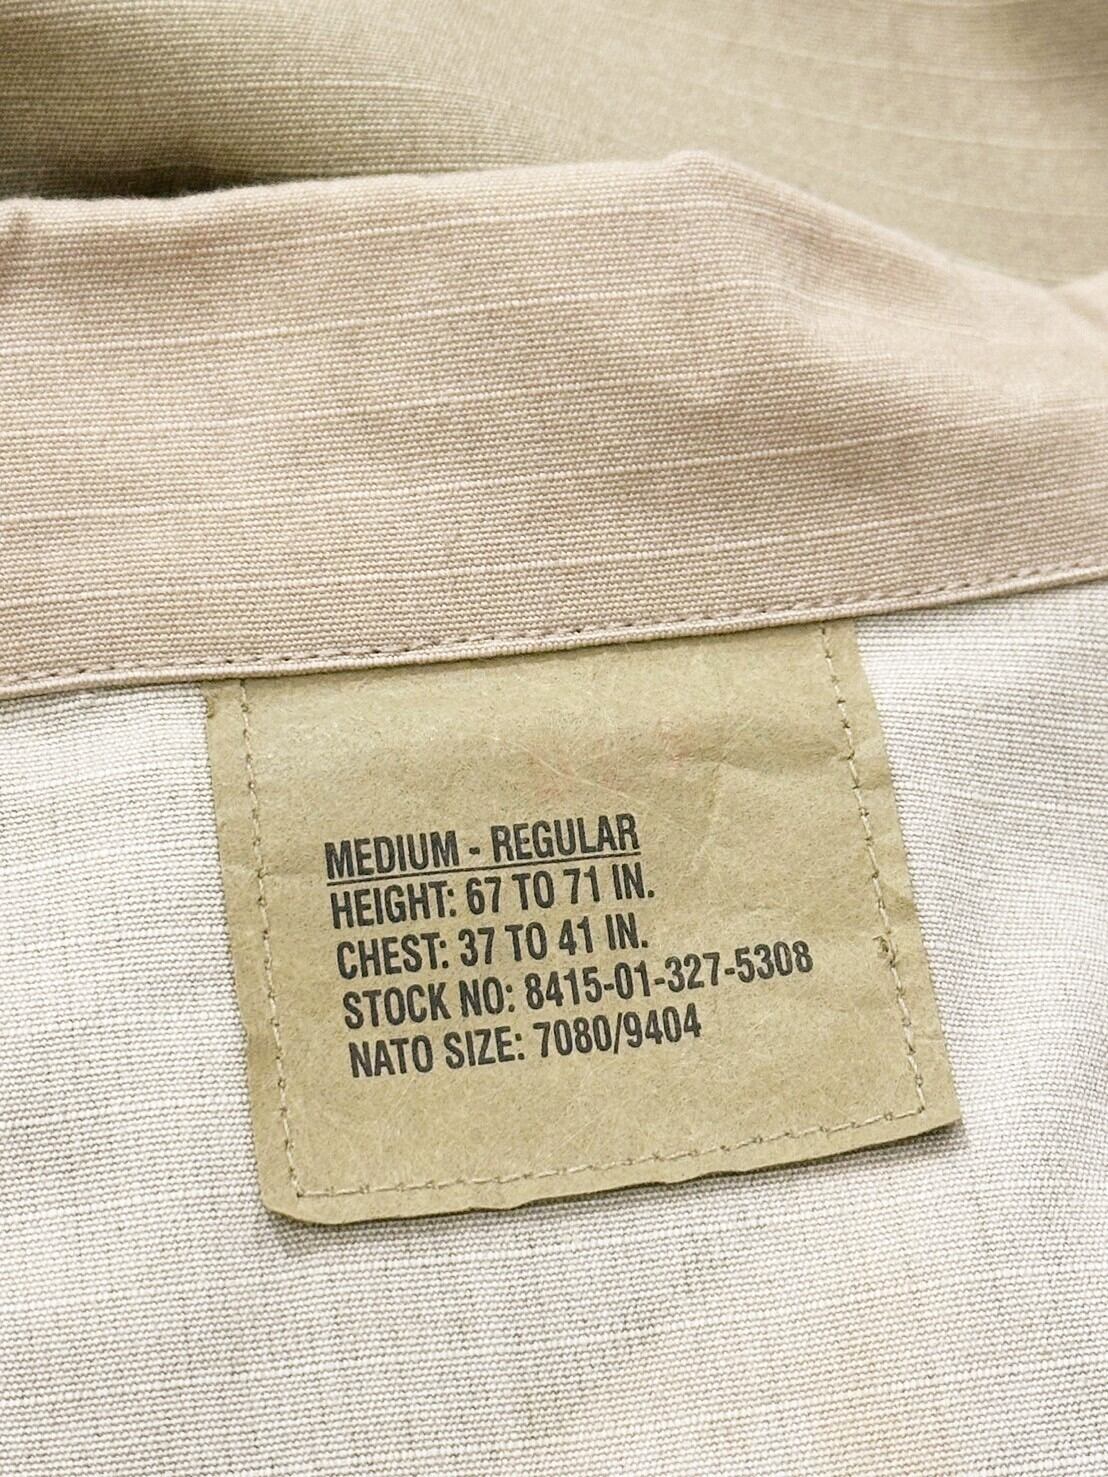 MEDIUM - REGULAR
HEIGHT: 67 TO 71 IN.
CHEST: 37 TO 41 IN.
STOCK NO: 8415-01-327-5308
NATO SIZE: 7080/9404